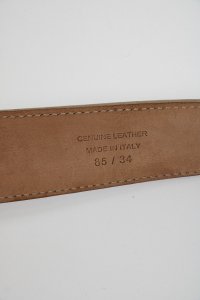 GENUINE LEATHER
MADE IN ITALY
85 / 34